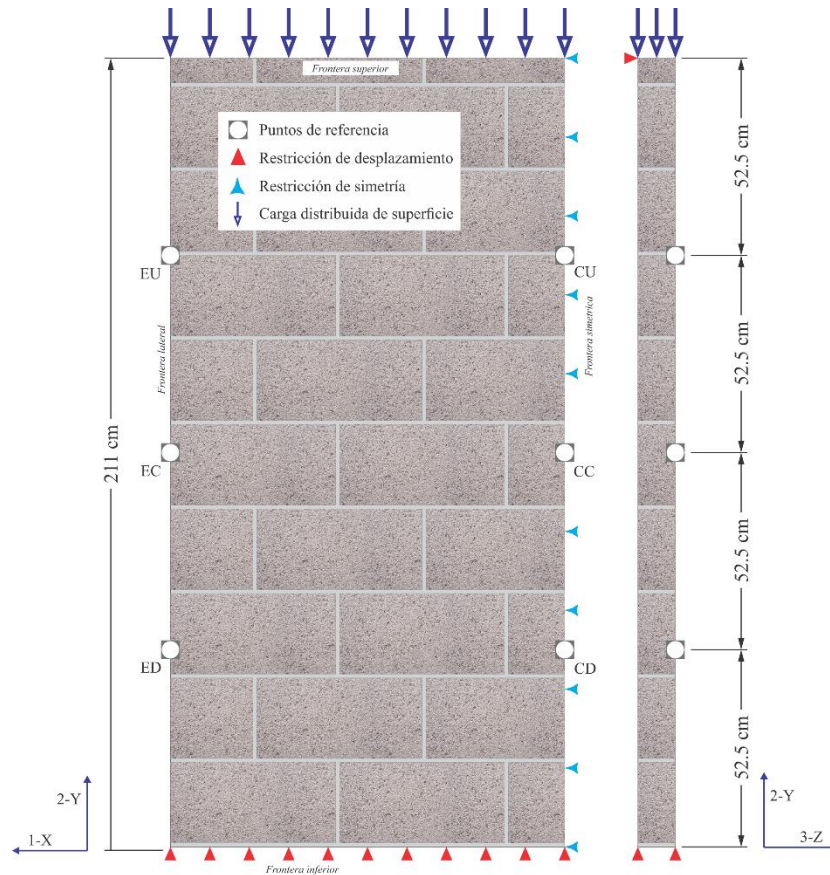 Frontera superior
Puntos de referencia
Restricción de desplazamiento
Restricción de simetría
Carga distribuida de superficie
EU
CU
Frontera lateral
Frontera simetrica
EC
CC
ED
CD
211 cm
52.5 cm
52.5 cm
52.5 cm
52.5 cm
2-Y
1-X
2-Y
3-Z
Frontera inferior